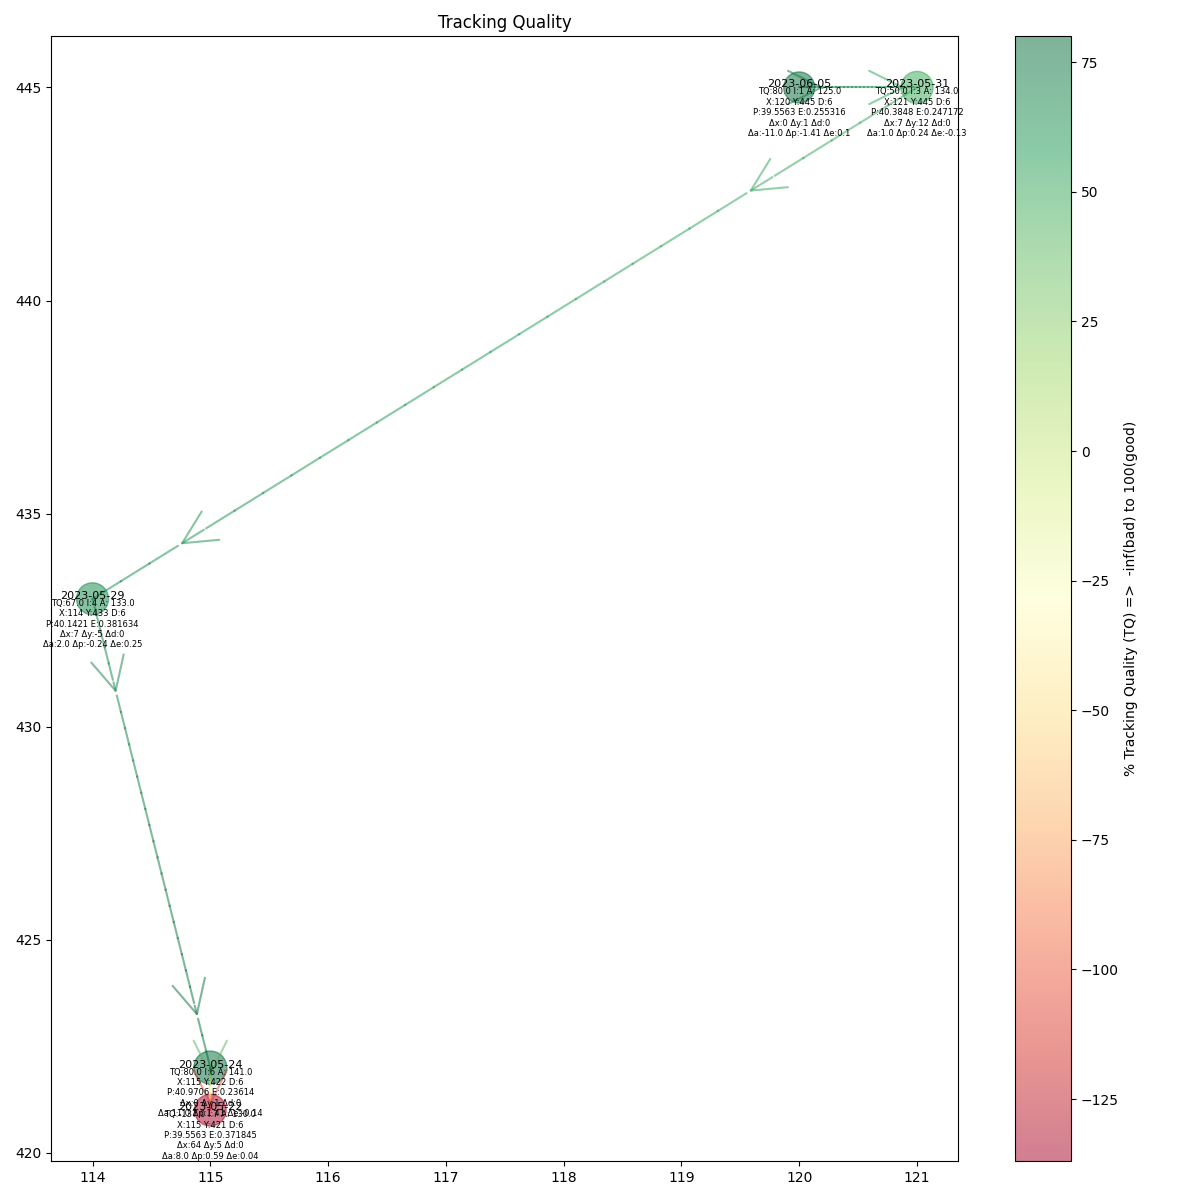 Tracking Quality
445
440
435
430
425
420
2023-06-05
TQ:80.0 I:1 A: 125.0
X:120 Y:445 D:6
P:39.5563 E:0.255316
Δx:0 Δy:1 Δd:0
Δa:-11.0 Δp:-1.41 Δe:0.1
2023-05-31
TQ:50.0 I:3 A: 134.0
X:121 Y:445 D:6
P:40.3848 E:0.247172
Δx:7 Δy:12 Δd:0
Δa:1.0 Δp:0.24 Δe:-0.13
2023-05-29
TQ:67.0 I:4 A: 133.0
X:114 Y:433 D:6
P:40.1421 E:0.381634
Δx:7 Δy:-5 Δd:0
Δa:2.0 Δp:-0.24 Δe:0.25
2023-05-24
TQ:80.0 I:6 A: 141.0
X:115 Y:422 D:6
P:40.9706 E:0.23614
X:115 Y:421 D:6
P:39.5563 E:0.371845
Δx:64 Δy:5 Δd:0
Δa:8.0 Δp:0.59 Δe:0.04
114 115 116 117 118 119 120 121
75
50
25
0
−25
−50
−75
−100
−125
% Tracking Quality (TQ) => -inf(bad) to 100(good)